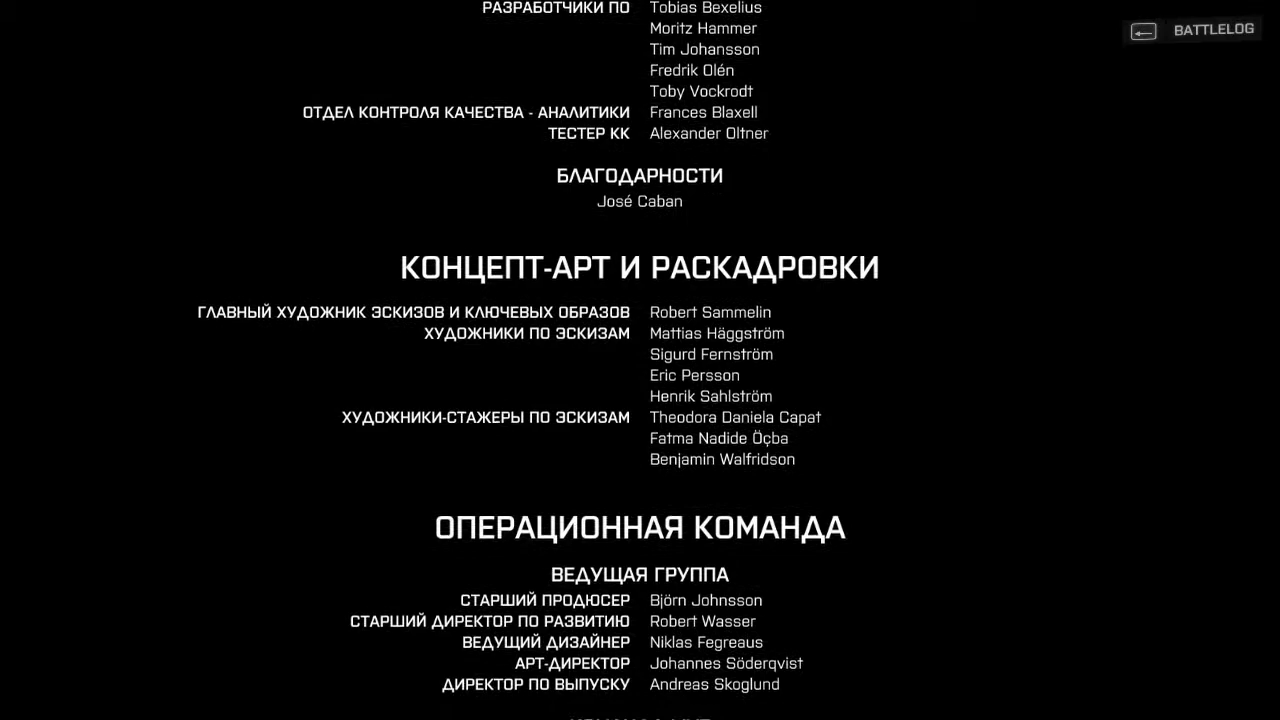 РАЗРАБОТЧИКИ ПО Tobias Bexelius
Moritz Hammer
BATTLELOG
Tim Johansson
Fredrik Olén
Toby Vockrodt
ОТДЕЛ КОНТРОЛЯ КАЧЕСТВА - АНАЛИТИКИ Frances Blaxell
ТЕСТЕР КК Alexander Oltner
БЛАГОДАРНОСТИ
José Caban
КОНЦЕПТ-АРТ И РАСКАДРОВКИ
ГЛАВНЫЙ ХУДОЖНИК ЭСКИЗОВ И КЛЮЧЕВЫХ ОБРАЗОВ Robert Sammelin
ХУДОЖНИКИ ПО ЭСКИЗАМ Mattias Häggström
Sigurd Fernström
Eric Persson
Henrik Sahlström
ХУДОЖНИКИ-СТАЖЕРЫ ПО ЭСКИЗАМ Theodora Daniela Capat
Fatma Nadide Öçba
Benjamin Walfridson
ОПЕРАЦИОННАЯ КОМАНДА
ВЕДУЩАЯ ГРУППА
СТАРШИЙ ПРОДЮСЕР Björn Johnsson
СТАРШИЙ ДИРЕКТОР ПО РАЗВИТИЮ Robert Wasser
ВЕДУЩИЙ ДИЗАЙНЕР Niklas Fegreaus
АРТ-ДИРЕКТОР Johannes Söderqvist
ДИРЕКТОР ПО ВЫПУСКУ Andreas Skoglund